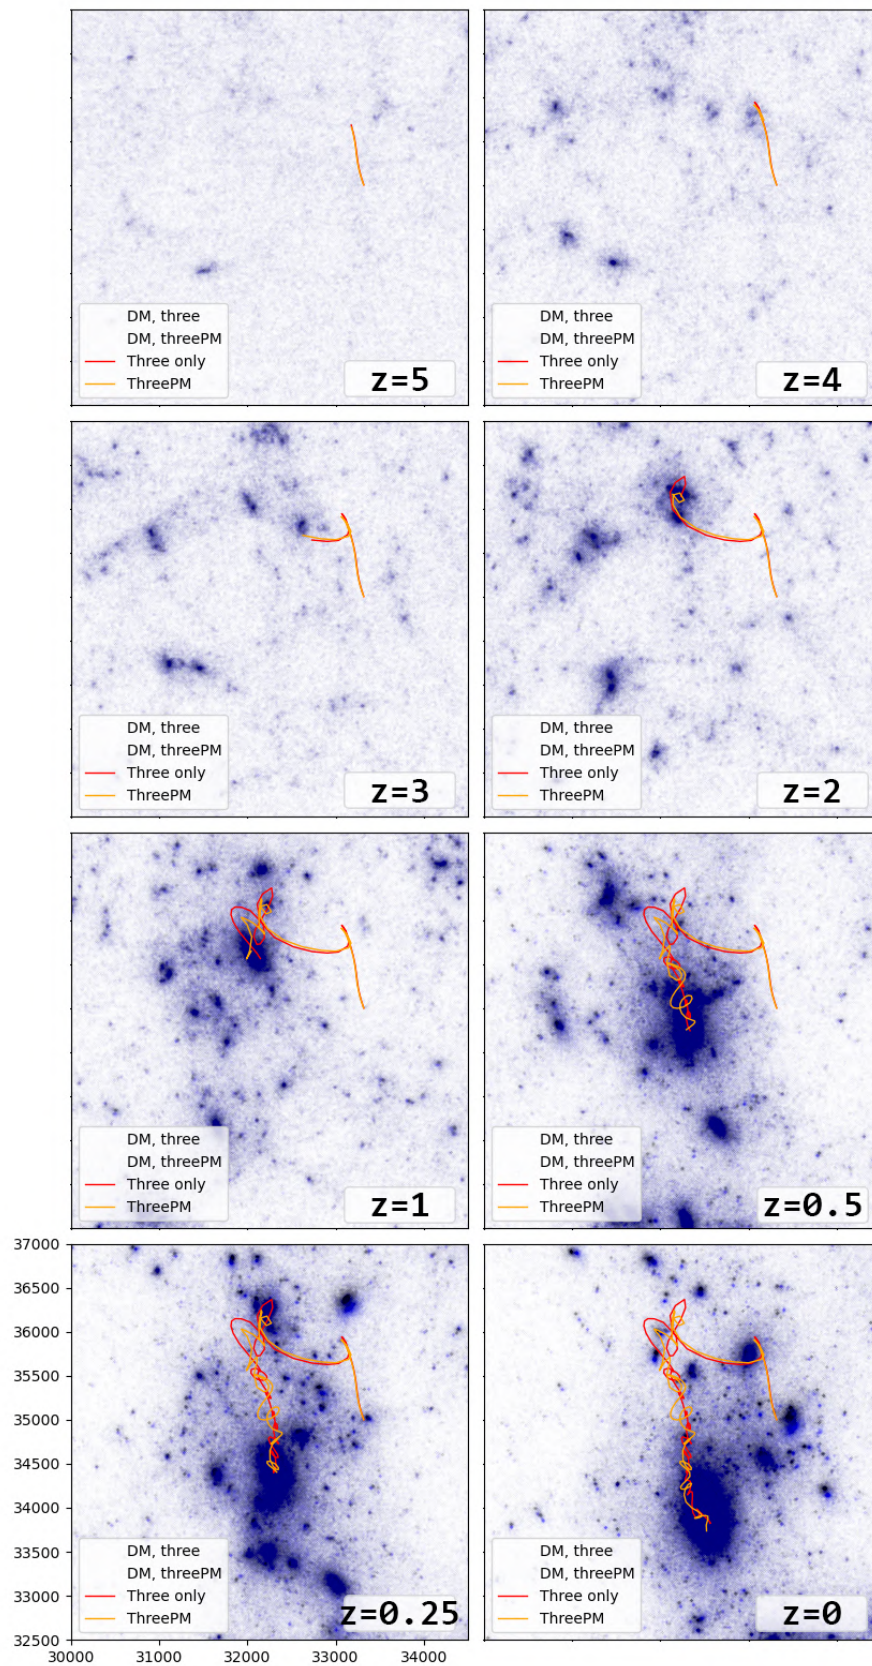 DM, three
DM, threePM
Three only
ThreePM
z=5
DM, three
DM, threePM
Three only
ThreePM
z=4
DM, three
DM, threePM
Three only
ThreePM
z=3
DM, three
DM, threePM
Three only
ThreePM
z=2
DM, three
DM, threePM
Three only
ThreePM
z=1
DM, three
DM, threePM
Three only
ThreePM
z=0.5
37000
36500
36000
35500
35000
34500
34000
33500
33000
32500
DM, three
DM, threePM
Three only
ThreePM
z=0.25
30000 31000 32000 33000 34000
DM, three
DM, threePM
Three only
ThreePM
z=0